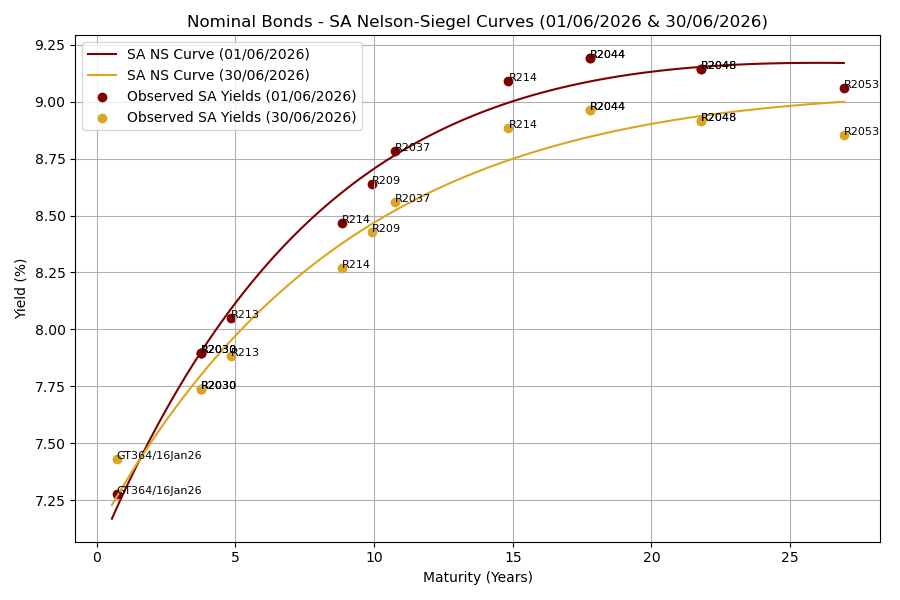 Nominal Bonds - SA Nelson-Siegel Curves (01/06/2026 & 30/06/2026)
SA NS Curve (01/06/2026)
SA NS Curve (30/06/2026)
Observed SA Yields (01/06/2026)
Observed SA Yields (30/06/2026)
Yield (%)
9.25
9.00
8.75
8.50
8.25
8.00
7.75
7.50
7.25
R2044
R2048
R214
R2053
R2044
R2048
R214
R2053
R2037
R209
R2037
R214
R209
R214
R213
R2030
R213
R2030
GT364/16Jan26
GT364/16Jan26
0 5 10 15 20 25
Maturity (Years)